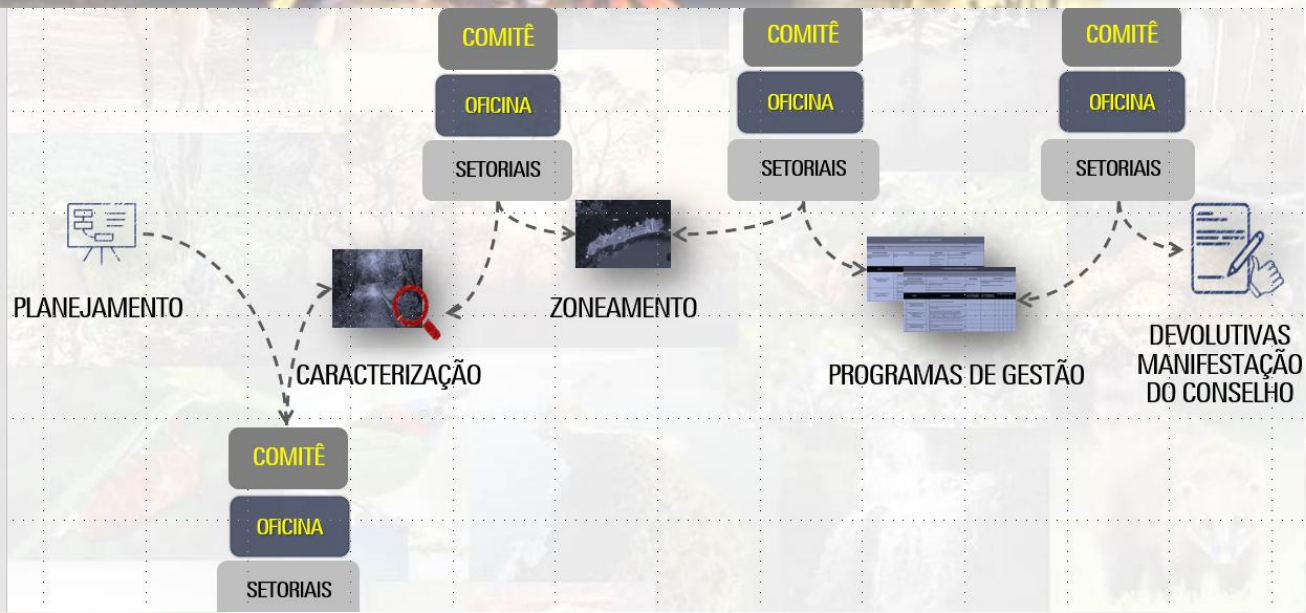 COMITÊ
OFICINA
SETORIAIS
COMITÊ
OFICINA
SETORIAIS
COMITÊ
OFICINA
SETORIAIS
PLANEJAMENTO
CARACTERIZAÇÃO
ZONEAMENTO
PROGRAMAS DE GESTÃO
DEVOLUTIVAS
MANIFESTAÇÃO
DO CONSELHO
COMITÊ
OFICINA
SETORIAIS